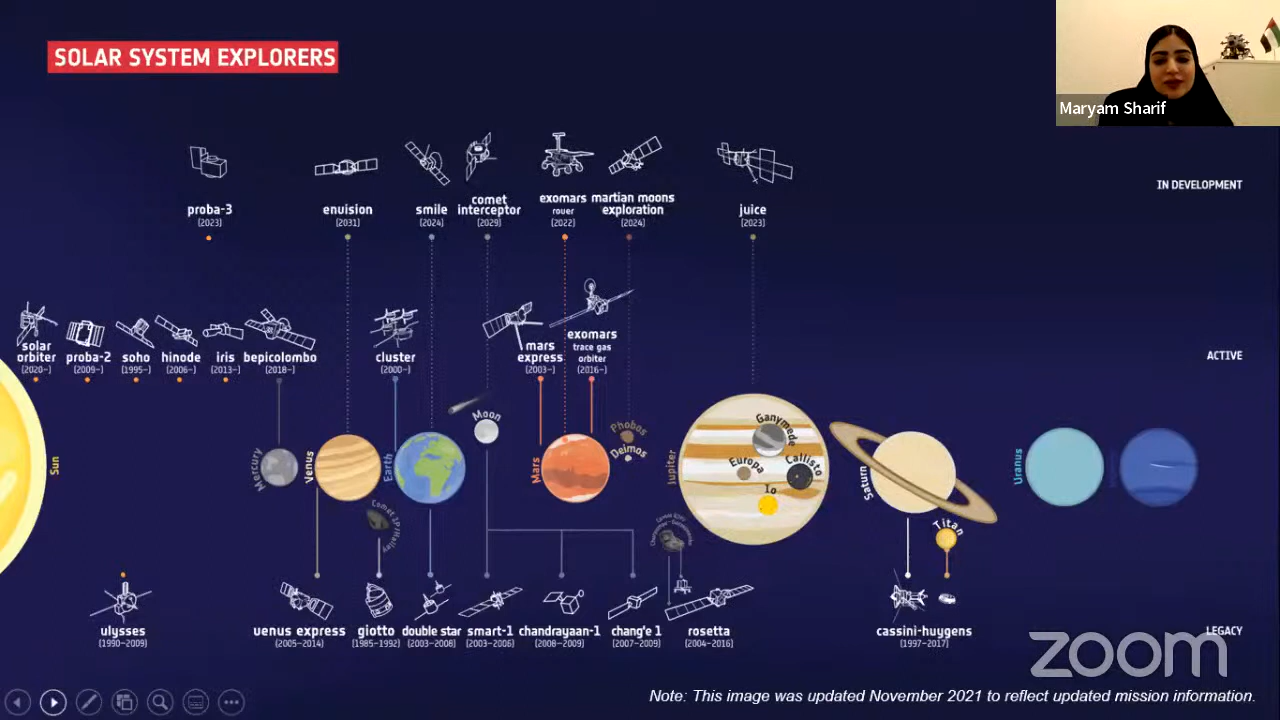 SOLAR SYSTEM EXPLORERS
Maryam Sharif
IN DEVELOPMENT
proba-3
(2023)
envision
(2031)
smile
(2024)
comet
interceptor
(2029)
exomars
rover
(2022)
martian moons
exploration
(2024)
juice
(2023)
ACTIVE
solar
orbiter
(2020-)
proba-2
(2009-)
soho
(1995-)
hinode
(2006-)
iris
(2013-)
bepicolombo
(2018-)
cluster
(2000-)
mars
express
(2003-)
exomars
trace gas
orbiter
(2016-)
Sun
Mercury
Venus
Earth
Moon
Mars
Phobos
Deimos
Jupiter
Ganymede
Europa
Callisto
Io
Saturn
Titan
Uranus
Comet 1P/Halley
LEGACY
ulysses
(1990-2009)
venus express
(2005-2014)
giotto
(1985-1992)
double star
(2003-2008)
smart-1
(2003-2006)
chandrayaan-1
(2008-2009)
chang'e 1
(2007-2009)
rosetta
(2004-2016)
cassini-huygens
(1997-2017)
zoom
Note: This image was updated November 2021 to reflect updated mission information.